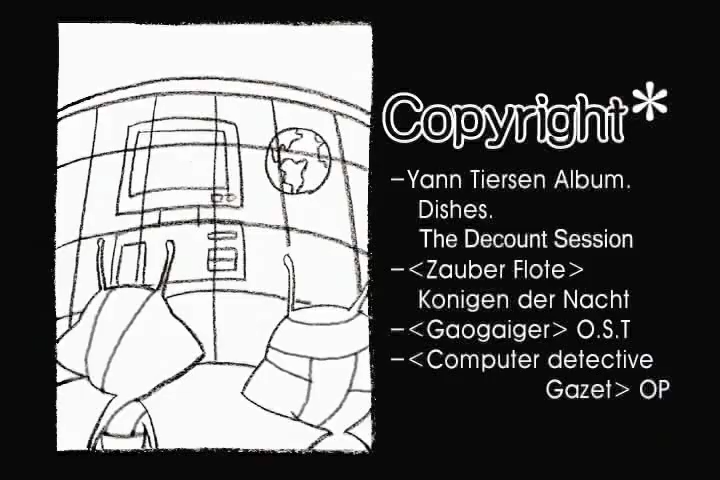 Copyright*
–Yann Tiersen Album.
Dishes.
The Decount Session
–<Zauber Flote>
Konigen der Nacht
–<Gaogaiger> O.S.T
–<Computer detective
Gazet> OP